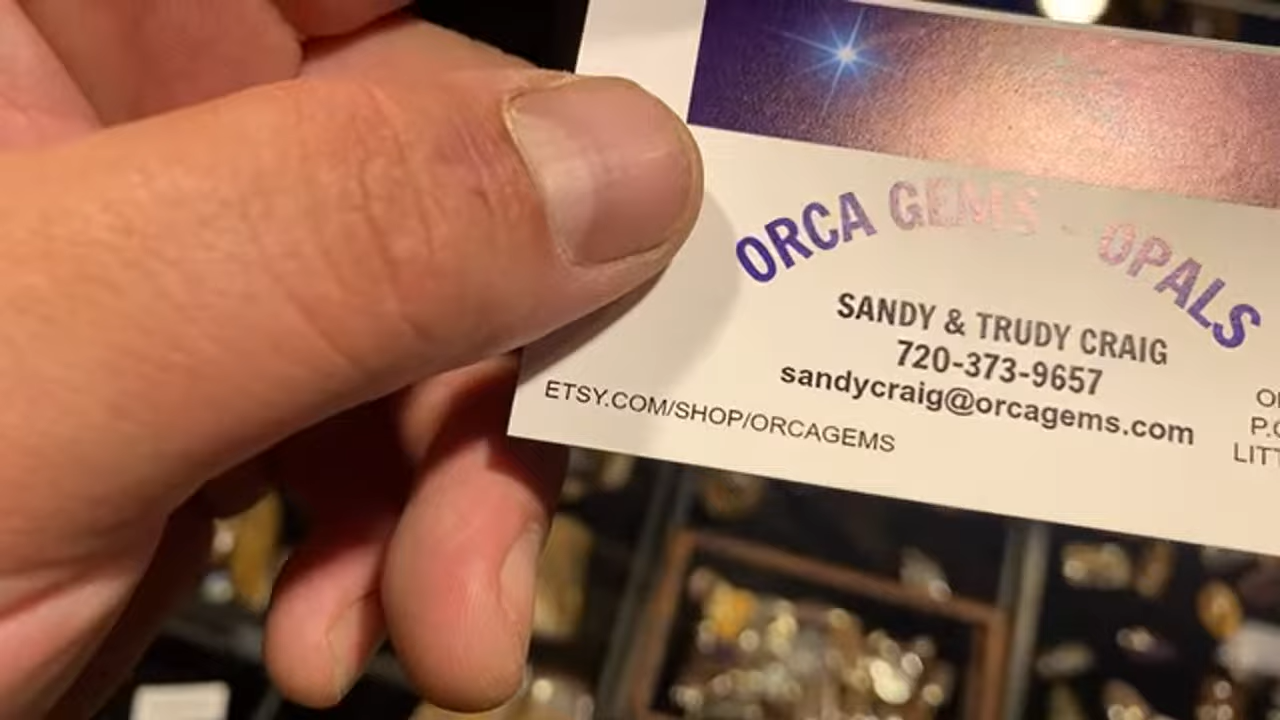 ORCA GEMS - OPALS
SANDY & TRUDY CRAIG
720-373-9657
sandycraig@orcagems.com
ETSY.COM/SHOP/ORCAGEMS